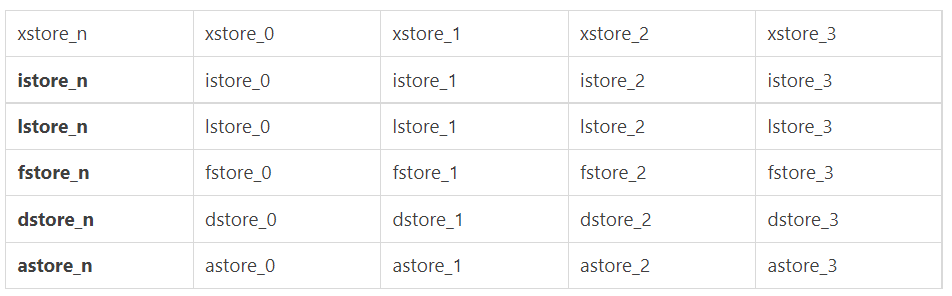 xstore_n xstore_0 xstore_1 xstore_2 xstore_3
istore_n istore_0 istore_1 istore_2 istore_3
lstore_n lstore_0 lstore_1 lstore_2 lstore_3
fstore_n fstore_0 fstore_1 fstore_2 fstore_3
dstore_n dstore_0 dstore_1 dstore_2 dstore_3
astore_n astore_0 astore_1 astore_2 astore_3